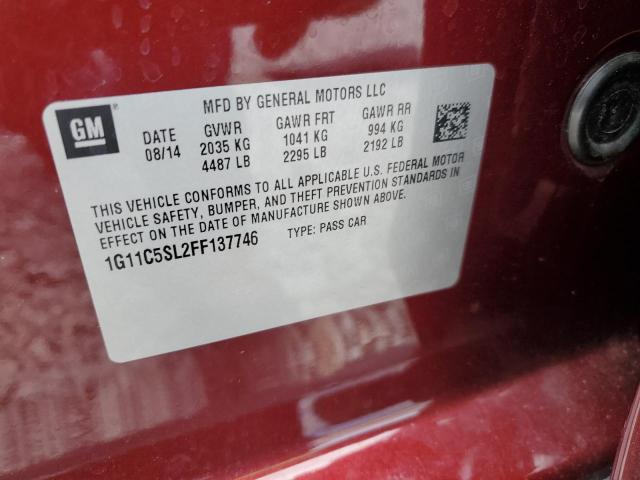 MFD BY GENERAL MOTORS LLC
GM
DATE GVWR GAWR FRT GAWR RR
08/14 2035 KG 1041 KG 994 KG
4487 LB 2295 LB 2192 LB
THIS VEHICLE CONFORMS TO ALL APPLICABLE U.S. FEDERAL MOTOR
VEHICLE SAFETY, BUMPER, AND THEFT PREVENTION STANDARDS IN
EFFECT ON THE DATE OF MANUFACTURE SHOWN ABOVE.
1G11C5SL2FF137746 TYPE: PASS CAR